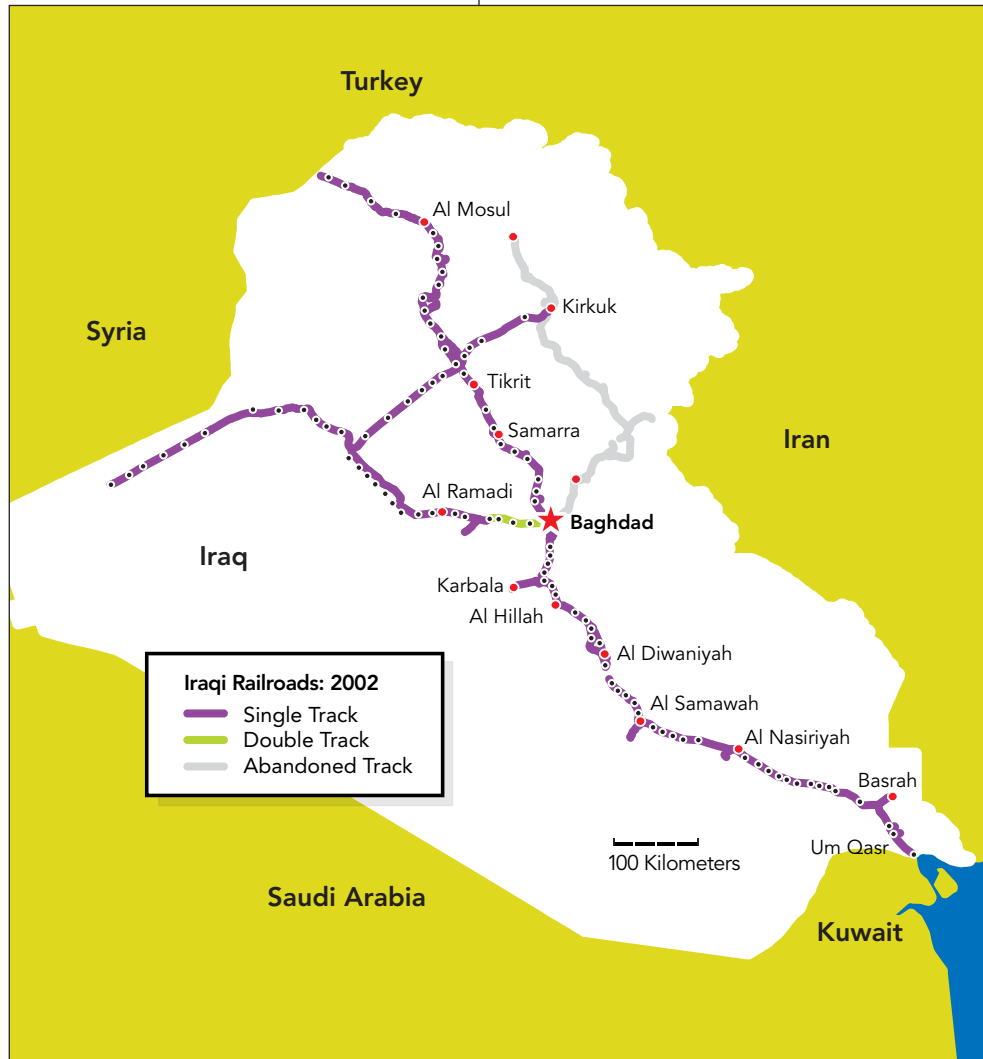 Turkey
Al Mosul
Kirkuk
Syria
Tikrit
Samarra
Iran
Al Ramadi
Baghdad
Iraq
Karbala
Al Hillah
Al Diwaniyah
Iraqi Railroads: 2002
Single Track
Double Track
Abandoned Track
Al Samawah
Al Nasiriyah
Basrah
Um Qasr
100 Kilometers
Saudi Arabia
Kuwait